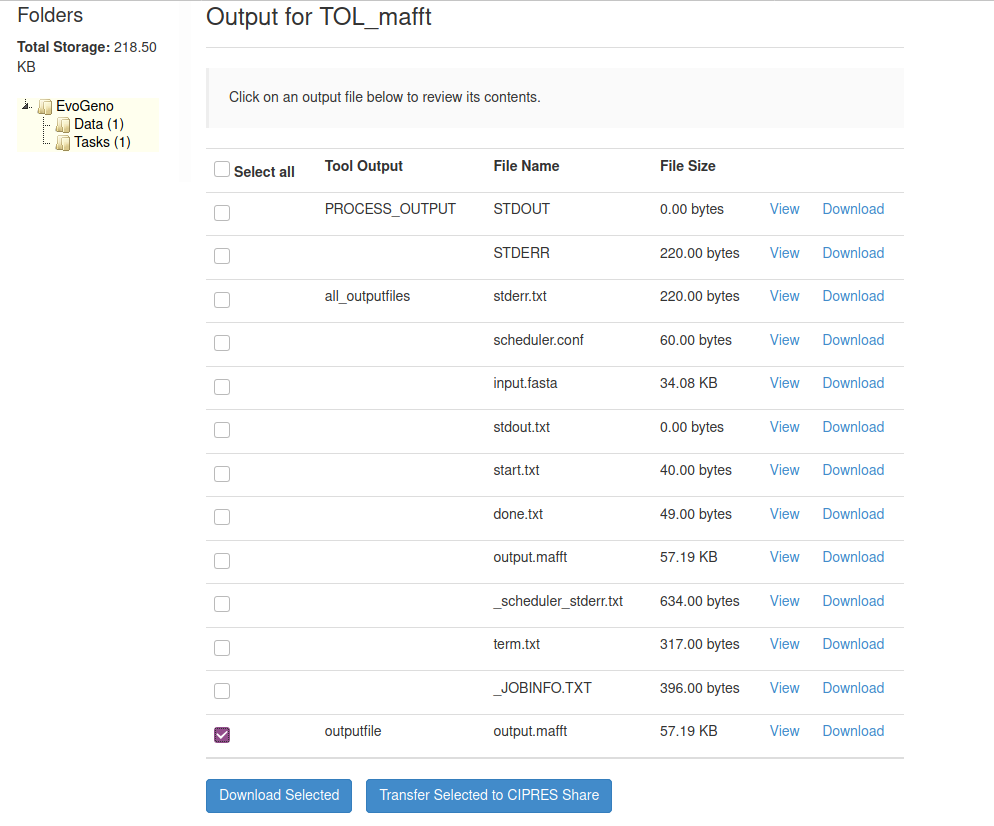 Folders
Total Storage: 218.50
KB
EvoGeno
Data (1)
Tasks (1)
Output for TOL_mafft
Click on an output file below to review its contents.
Select all Tool Output File Name File Size
PROCESS_OUTPUT STDOUT 0.00 bytes View Download
STDERR 220.00 bytes View Download
all_outputfiles stderr.txt 220.00 bytes View Download
scheduler.conf 60.00 bytes View Download
input.fasta 34.08 KB View Download
stdout.txt 0.00 bytes View Download
start.txt 40.00 bytes View Download
done.txt 49.00 bytes View Download
output.mafft 57.19 KB View Download
_scheduler_stderr.txt 634.00 bytes View Download
term.txt 317.00 bytes View Download
_JOBINFO.TXT 396.00 bytes View Download
outputfile output.mafft 57.19 KB View Download
Download Selected Transfer Selected to CIPRES Share